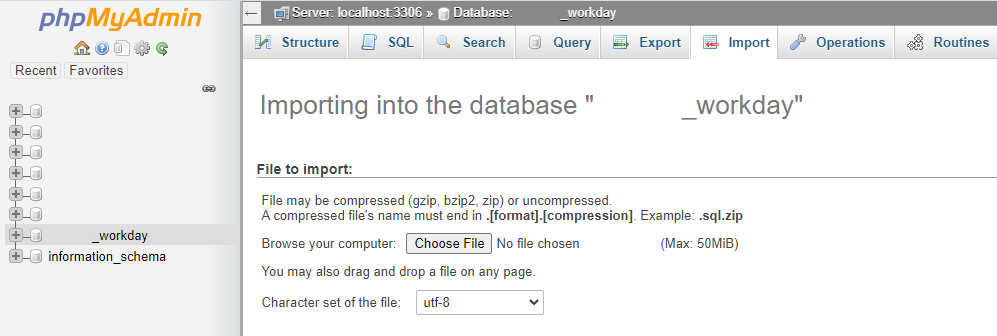 phpMyAdmin
Recent Favorites
_workday
information_schema
Server: localhost:3306 » Database: _workday
Structure SQL Search Query Export Import Operations Routines
Importing into the database " _workday"
File to import:
File may be compressed (gzip, bzip2, zip) or uncompressed.
A compressed file's name must end in .[format].[compression]. Example: .sql.zip
Browse your computer: Choose File No file chosen (Max: 50MiB)
You may also drag and drop a file on any page.
Character set of the file: utf-8